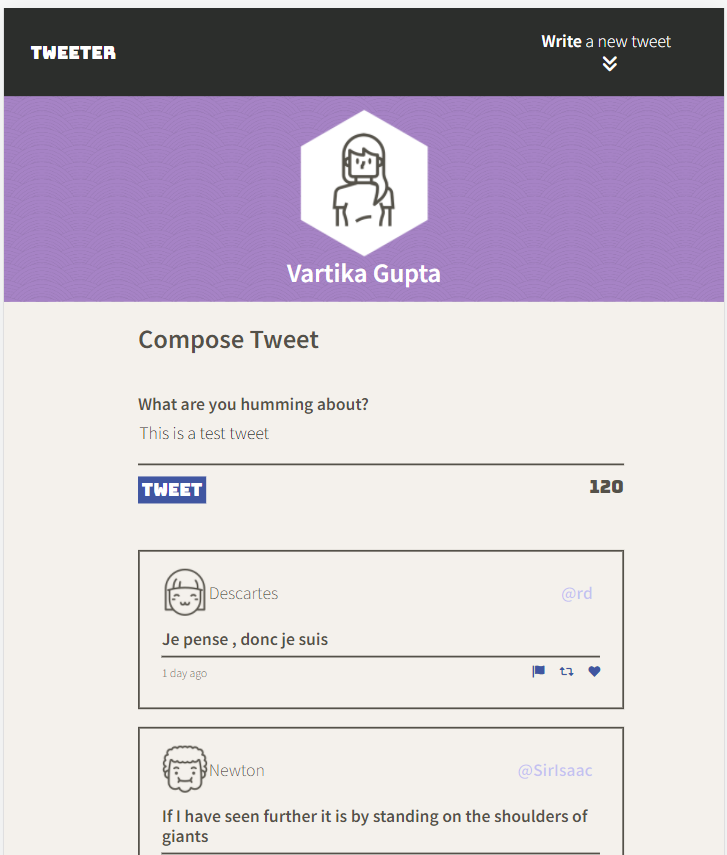 TWEETER
Write a new tweet
Vartika Gupta
Compose Tweet
What are you humming about?
This is a test tweet
TWEET
120
Descartes
@rd
Je pense , donc je suis
1 day ago
Newton
@SirIsaac
If I have seen further it is by standing on the shoulders of
giants